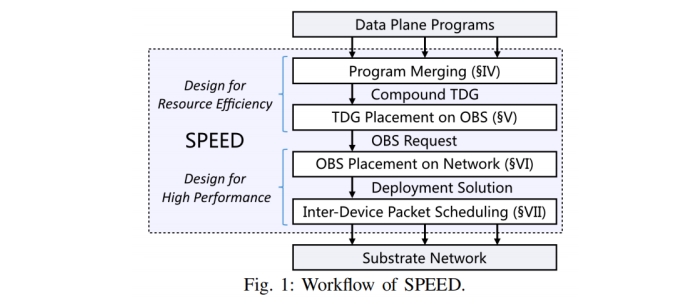 Data Plane Programs
Design for
Resource Efficiency
SPEED
Design for
High Performance
Program Merging (§IV)
Compound TDG
TDG Placement on OBS (§V)
OBS Request
OBS Placement on Network (§VI)
Deployment Solution
Inter-Device Packet Scheduling (§VII)
Substrate Network
Fig. 1: Workflow of SPEED.